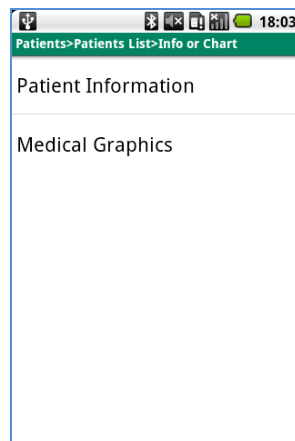 18:03
Patients>Patients List>Info or Chart
Patient Information
Medical Graphics